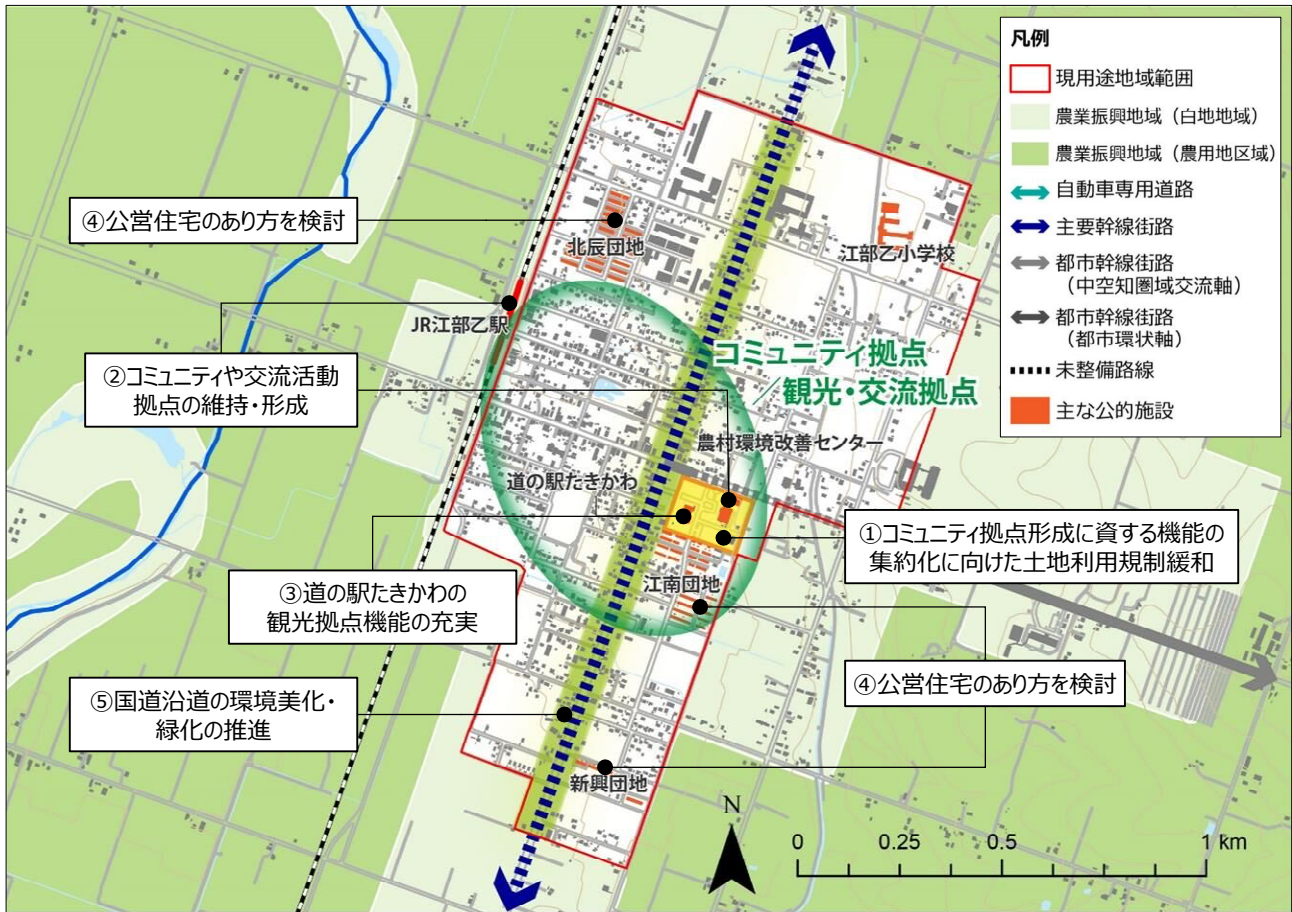 凡例
現用途地域範囲
農業振興地域（白地地域）
農業振興地域（農用地区域）
自動車専用道路
主要幹線街路
都市幹線街路
（中空知圏域交流軸）
都市幹線街路
（都市環状軸）
未整備路線
主な公的施設
④公営住宅のあり方を検討
北辰団地
江部乙小学校
JR江部乙駅
コミュニティ拠点
／観光・交流拠点
②コミュニティや交流活動
拠点の維持・形成
農村環境改善センター
道の駅たきかわ
①コミュニティ拠点形成に資する機能の
集約化に向けた土地利用規制緩和
③道の駅たきかわの
観光拠点機能の充実
江南団地
④公営住宅のあり方を検討
⑤国道沿道の環境美化・
緑化の推進
新興団地
N
0 0.25 0.5 1 km